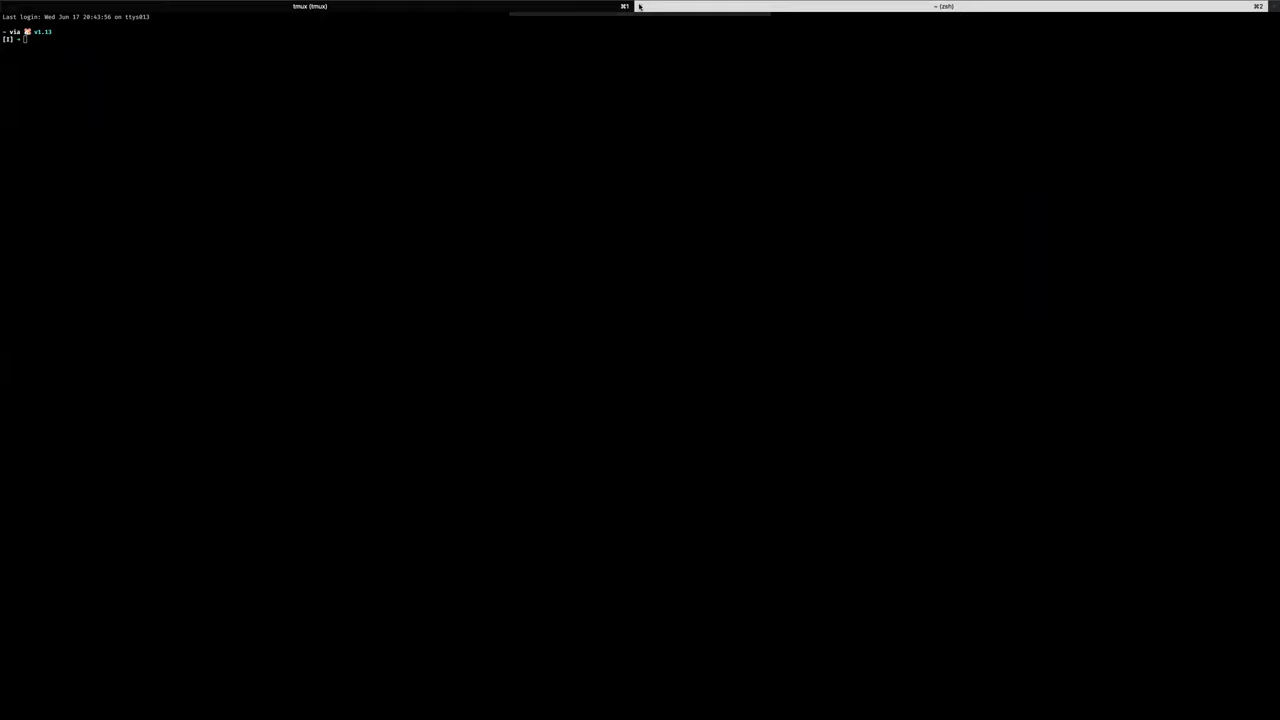 tmux (tmux) ⌘1 ~ (zsh) ⌘2
Last login: Wed Jun 17 20:43:56 on ttys013
~ via v1.13
[I] →